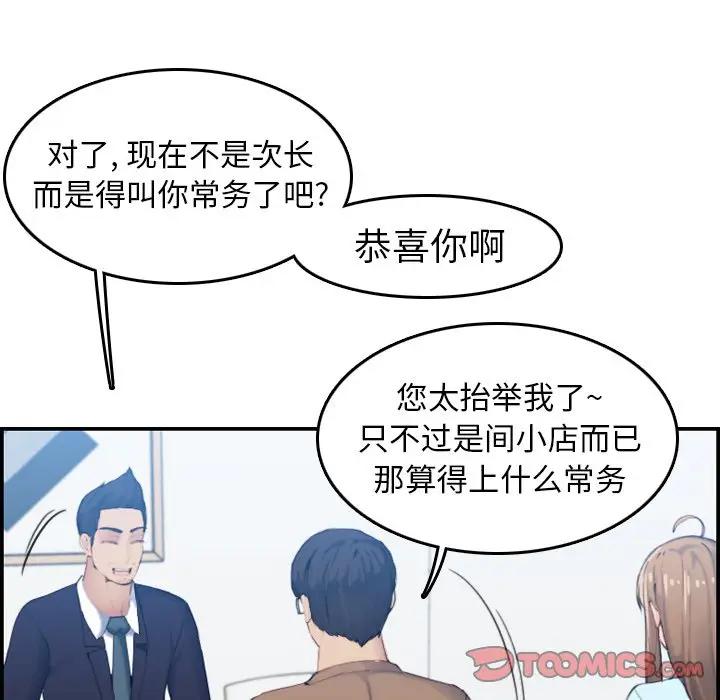 对了, 现在不是次长
而是得叫你常务了吧?
恭喜你啊
您太抬举我了~
只不过是间小店而已
那算得上什么常务
TOOMICS.COM